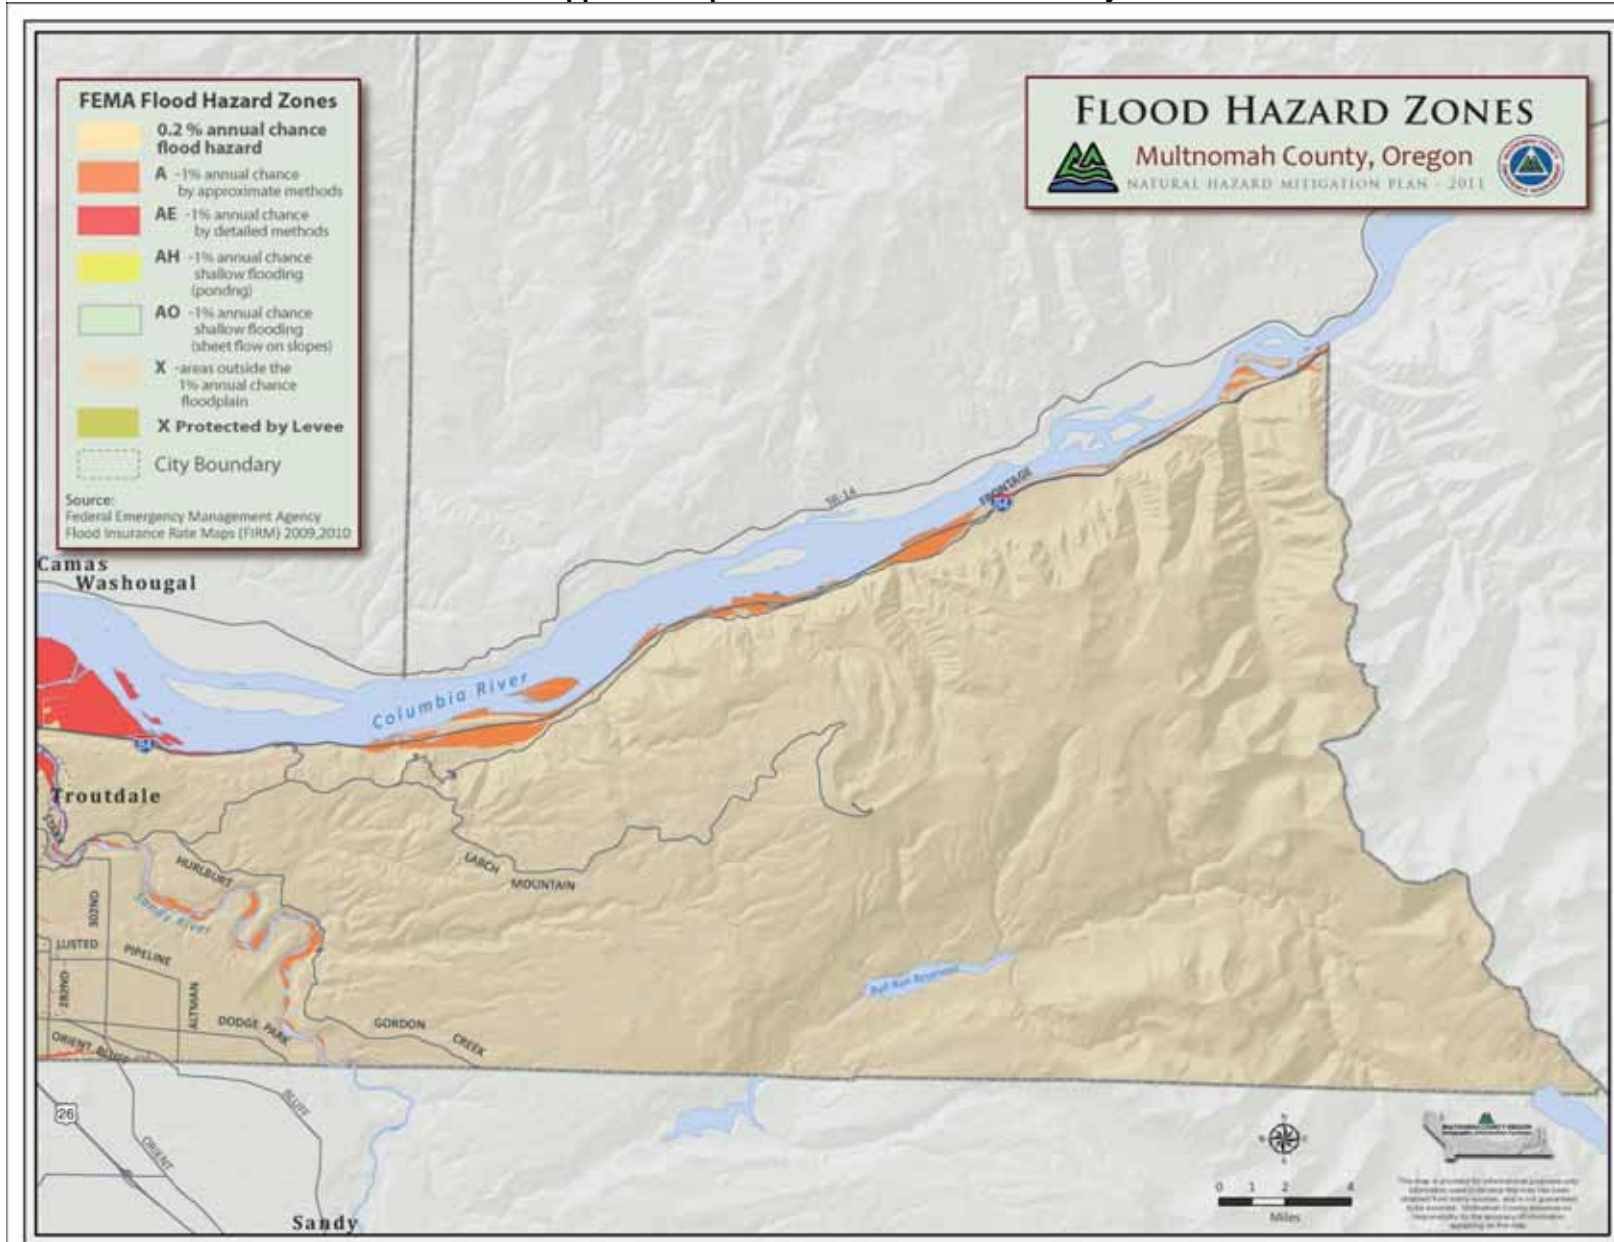 FEMA Flood Hazard Zones
0.2 % annual chance
flood hazard
A -1% annual chance
by approximate methods
AE -1% annual chance
by detailed methods
AH -1% annual chance
shallow flooding
(pondng)
AO -1% annual chance
shallow flooding
(sheet flow on slopes)
X -areas outside the
1% annual chance
floodplain
X Protected by Levee
City Boundary
Source:
Federal Emergency Management Agency
Flood Insurance Rate Maps (FIRM) 2009,2010
FLOOD HAZARD ZONES
Multnomah County, Oregon
NATURAL HAZARD MITIGATION PLAN - 2011
SR-14
FRONTAGE
84
Camas
Washougal
Columbia River
84
Troutdale
HURLBURT
LARCH
MOUNTAIN
Sandy River
302ND
LUSTED
PIPELINE
282ND
ALTMAN
DODGE PARK
GORDON
CREEK
ORIENT
BLUFF
Bull Run Reservoir
26
BLUFF
ORIENT
Sandy
0 1 2 4
Miles